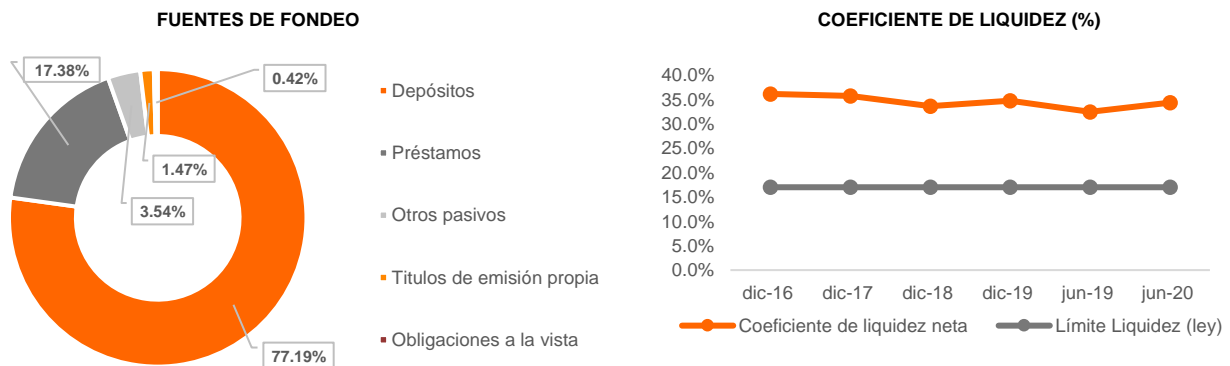 FUENTES DE FONDEO
17.38%
0.42%
1.47%
3.54%
77.19%
Depósitos
Préstamos
Otros pasivos
Titulos de emisión propia
Obligaciones a la vista
COEFICIENTE DE LIQUIDEZ (%)
40.0%
35.0%
30.0%
25.0%
20.0%
15.0%
10.0%
5.0%
0.0%
dic-16 dic-17 dic-18 dic-19 jun-19 jun-20
Coeficiente de liquidez neta Límite Liquidez (ley)